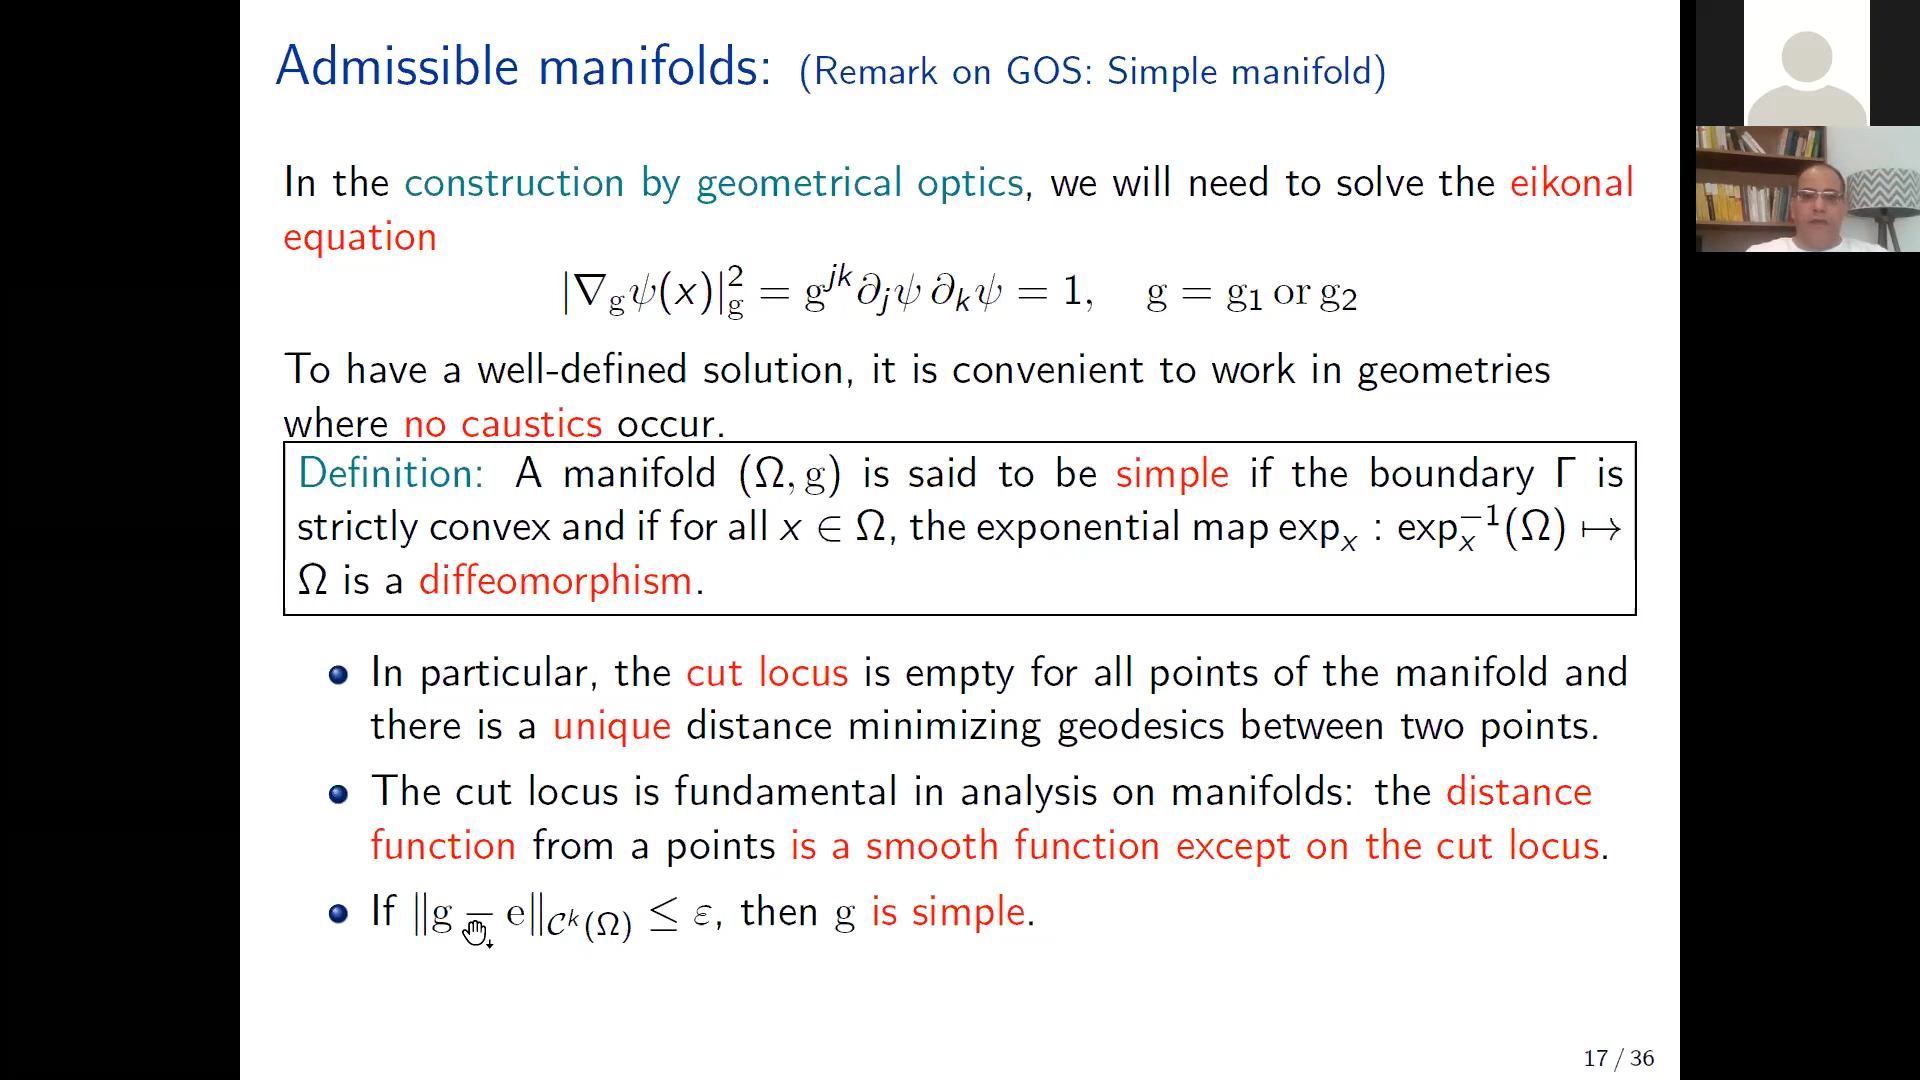 Admissible manifolds: (Remark on GOS: Simple manifold)
In the construction by geometrical optics, we will need to solve the eikonal
equation
|∇_g ψ(x)|²_g = g^{jk} ∂_j ψ ∂_k ψ = 1, g = g₁ or g₂
To have a well-defined solution, it is convenient to work in geometries
where no caustics occur.
Definition: A manifold (Ω, g) is said to be simple if the boundary Γ is
strictly convex and if for all x ∈ Ω, the exponential map exp_x : exp_x^{-1}(Ω) ↦
Ω is a diffeomorphism.
In particular, the cut locus is empty for all points of the manifold and
there is a unique distance minimizing geodesics between two points.
The cut locus is fundamental in analysis on manifolds: the distance
function from a points is a smooth function except on the cut locus.
If ‖g − e‖_{C^k(Ω)} ≤ ε, then g is simple.
17 / 36